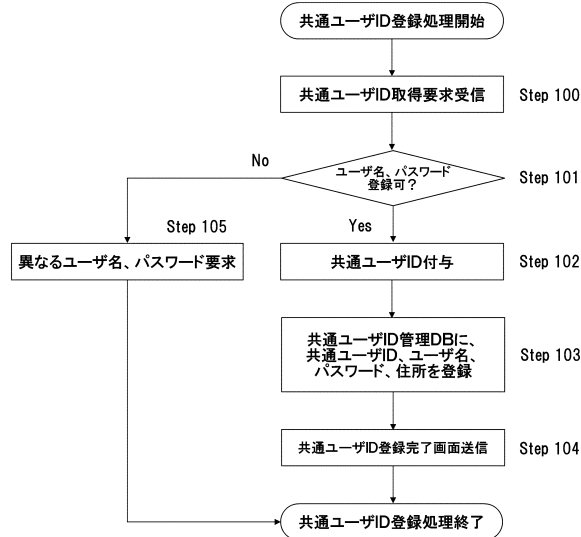 共通ユーザID登録処理開始
共通ユーザID取得要求受信
Step 100
ユーザ名、パスワード
登録可?
Step 101
No
Yes
Step 105
異なるユーザ名、パスワード要求
共通ユーザID付与
Step 102
共通ユーザID管理DBに、
共通ユーザID、ユーザ名、
パスワード、住所を登録
Step 103
共通ユーザID登録完了画面送信
Step 104
共通ユーザID登録処理終了